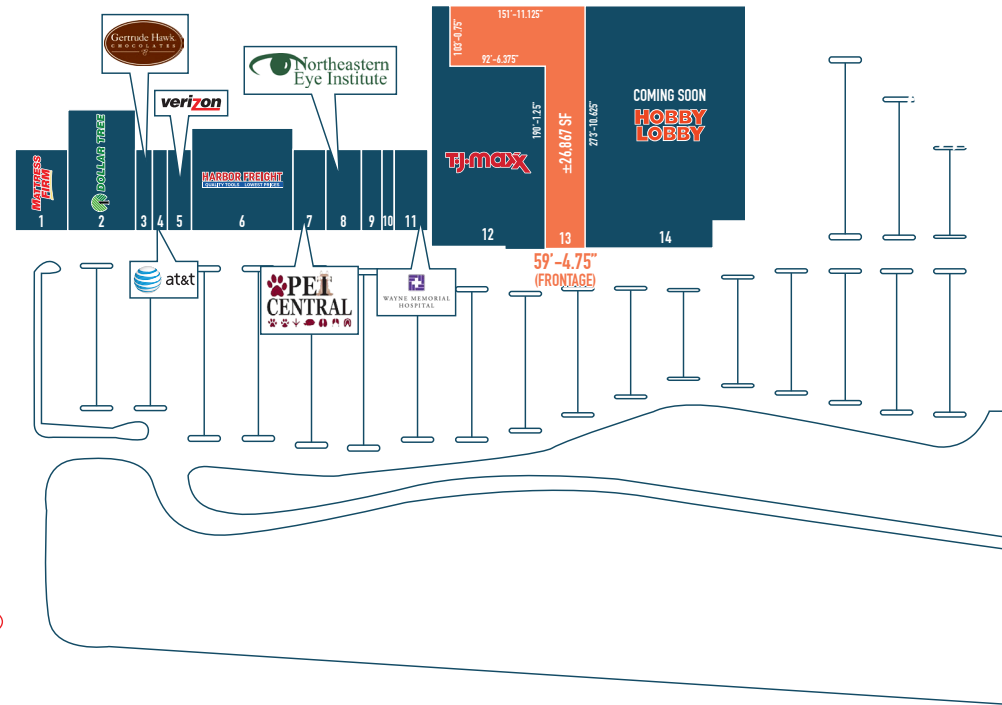 Gertrude Hawk
CHOCOLATES
verizon
Northeastern
Eye Institute
MATTRESS
FIRM
1
DOLLAR TREE
2
3
4
5
HARBOR FREIGHT
QUALITY TOOLS LOWEST PRICES
6
7
8
9
10
11
at&t
PET
CENTRAL
WAYNE MEMORIAL
HOSPITAL
151'-11.125"
103'-0.75"
92'-6.375"
190'-1.25"
±26,867 SF
273'-10.625"
T.J.maxx
12
13
COMING SOON
HOBBY
LOBBY
14
59'-4.75"
(FRONTAGE)